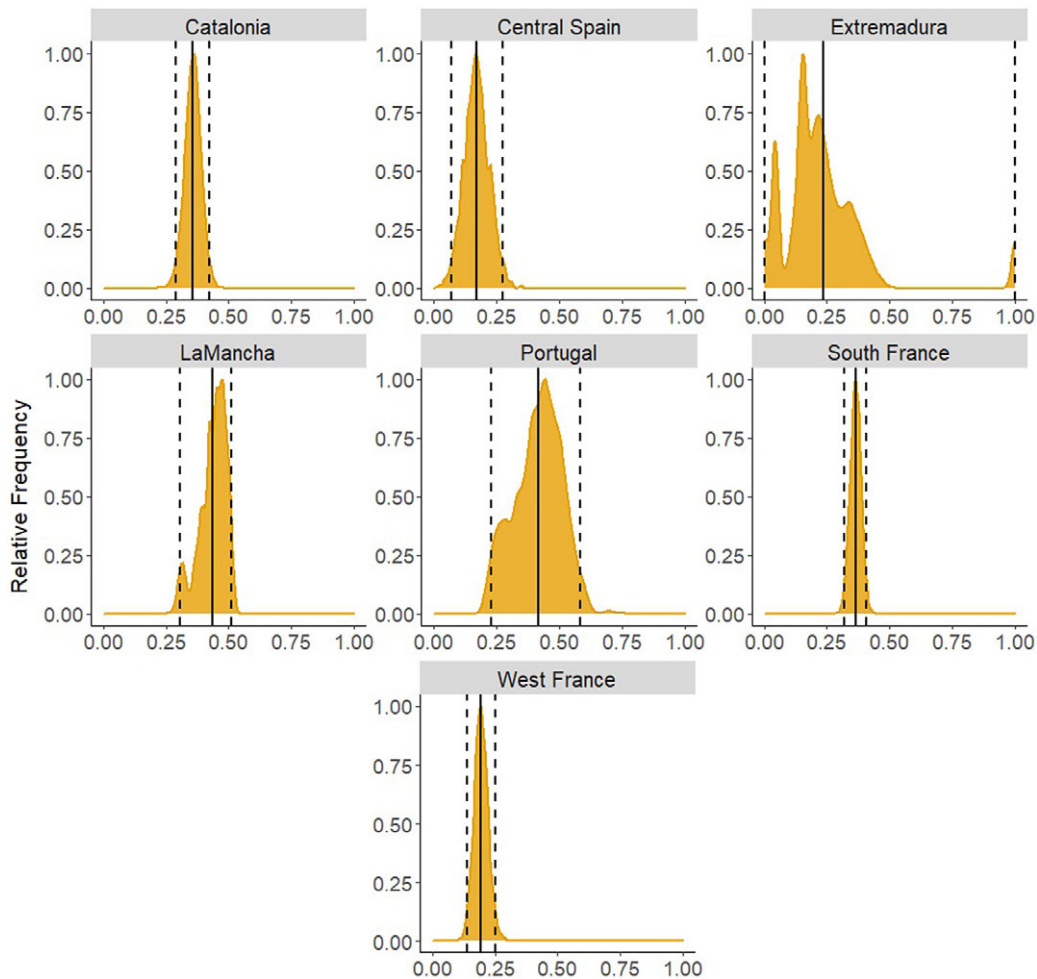 Catalonia Central Spain Extremadura
1.00 1.00 1.00
0.75 0.75 0.75
0.50 0.50 0.50
0.25 0.25 0.25
0.00 0.00 0.00
0.00 0.25 0.50 0.75 1.00 0.00 0.25 0.50 0.75 1.00 0.00 0.25 0.50 0.75 1.00
LaMancha Portugal South France
1.00 1.00 1.00
0.75 0.75 0.75
0.50 0.50 0.50
0.25 0.25 0.25
0.00 0.00 0.00
0.00 0.25 0.50 0.75 1.00 0.00 0.25 0.50 0.75 1.00 0.00 0.25 0.50 0.75 1.00
Relative Frequency
West France
1.00
0.75
0.50
0.25
0.00
0.00 0.25 0.50 0.75 1.00